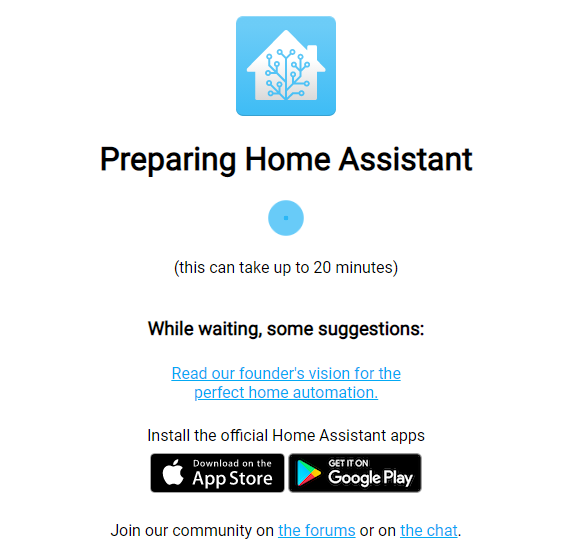 Preparing Home Assistant
(this can take up to 20 minutes)
While waiting, some suggestions:
Read our founder's vision for the
perfect home automation.
Install the official Home Assistant apps
Download on the
App Store
GET IT ON
Google Play
Join our community on the forums or on the chat.